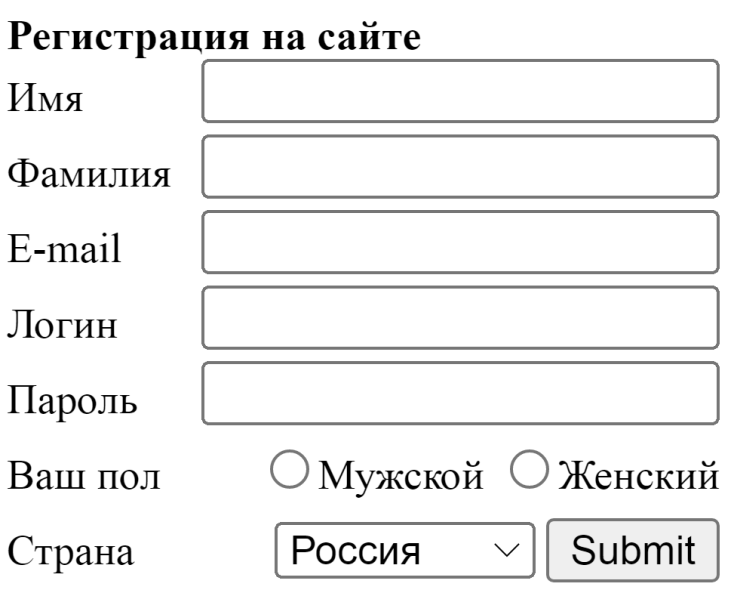 Регистрация на сайте
Имя
Фамилия
E-mail
Логин
Пароль
Ваш пол Мужской Женский
Страна Россия Submit